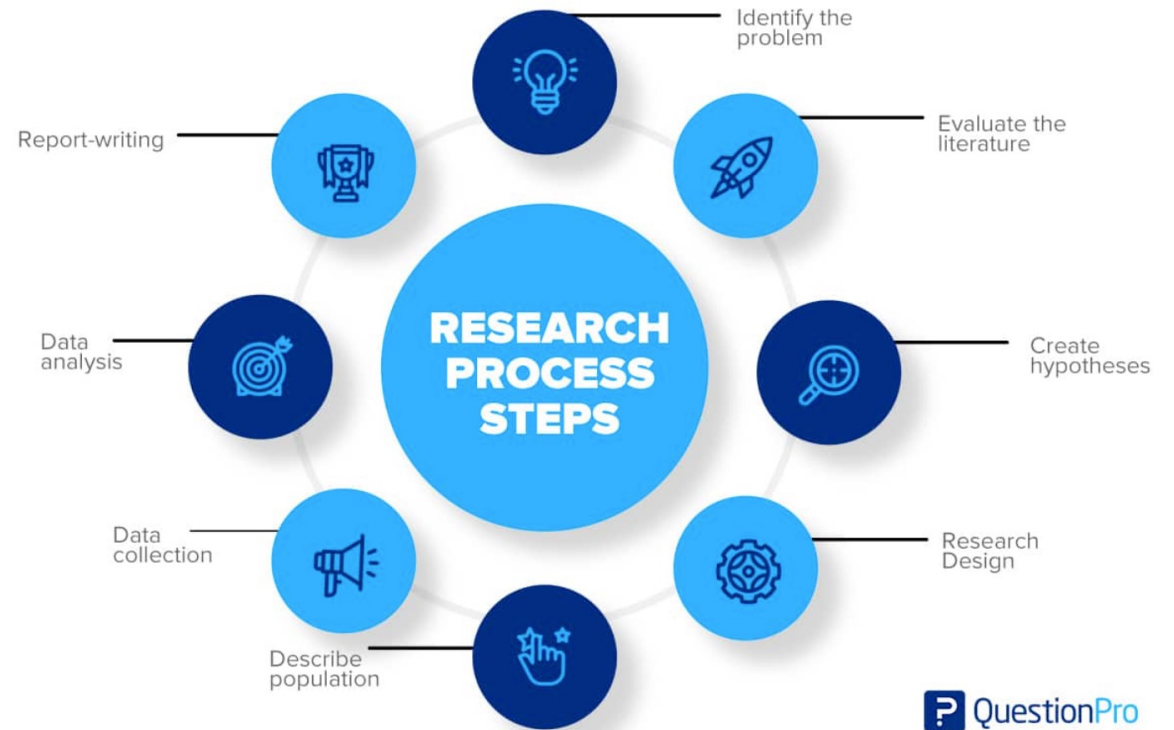 Identify the
problem
Evaluate the
literature
Create
hypotheses
Research
Design
Describe
population
Data
collection
Data
analysis
Report-writing
RESEARCH
PROCESS
STEPS
? QuestionPro